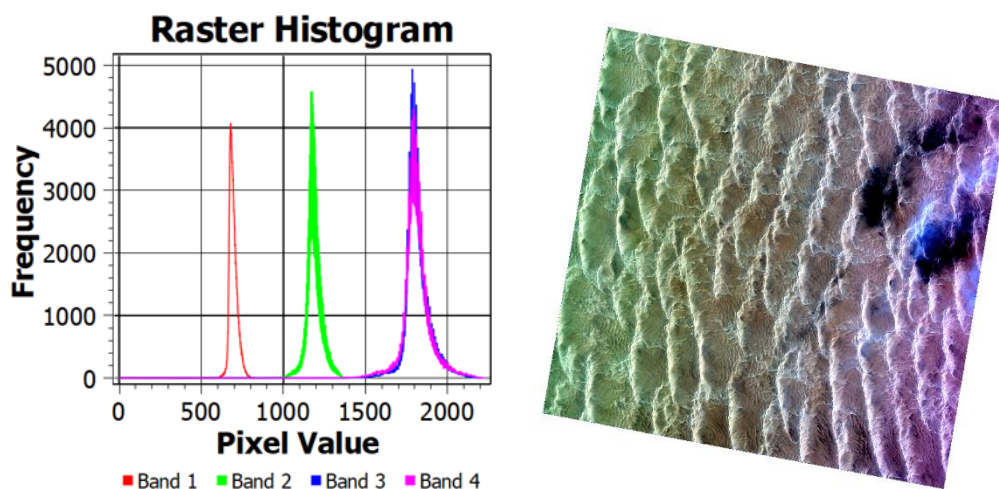 Raster Histogram
Frequency
5000
4000
3000
2000
1000
0
0 500 1000 1500 2000
Pixel Value
Band 1 Band 2 Band 3 Band 4